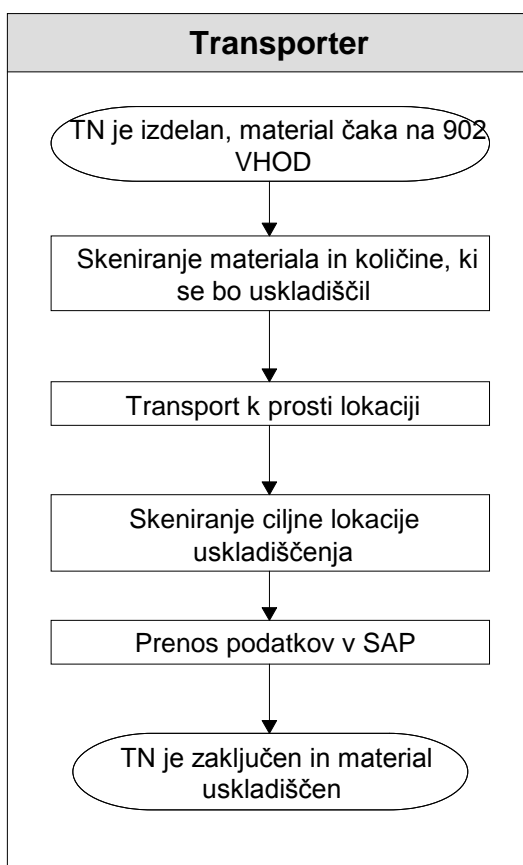 Transporter
TN je izdelan, material čaka na 902
VHOD
Skeniranje materiala in količine, ki
se bo uskladiščil
Transport k prosti lokaciji
Skeniranje ciljne lokacije
uskladiščenja
Prenos podatkov v SAP
TN je zaključen in material
uskladiščen